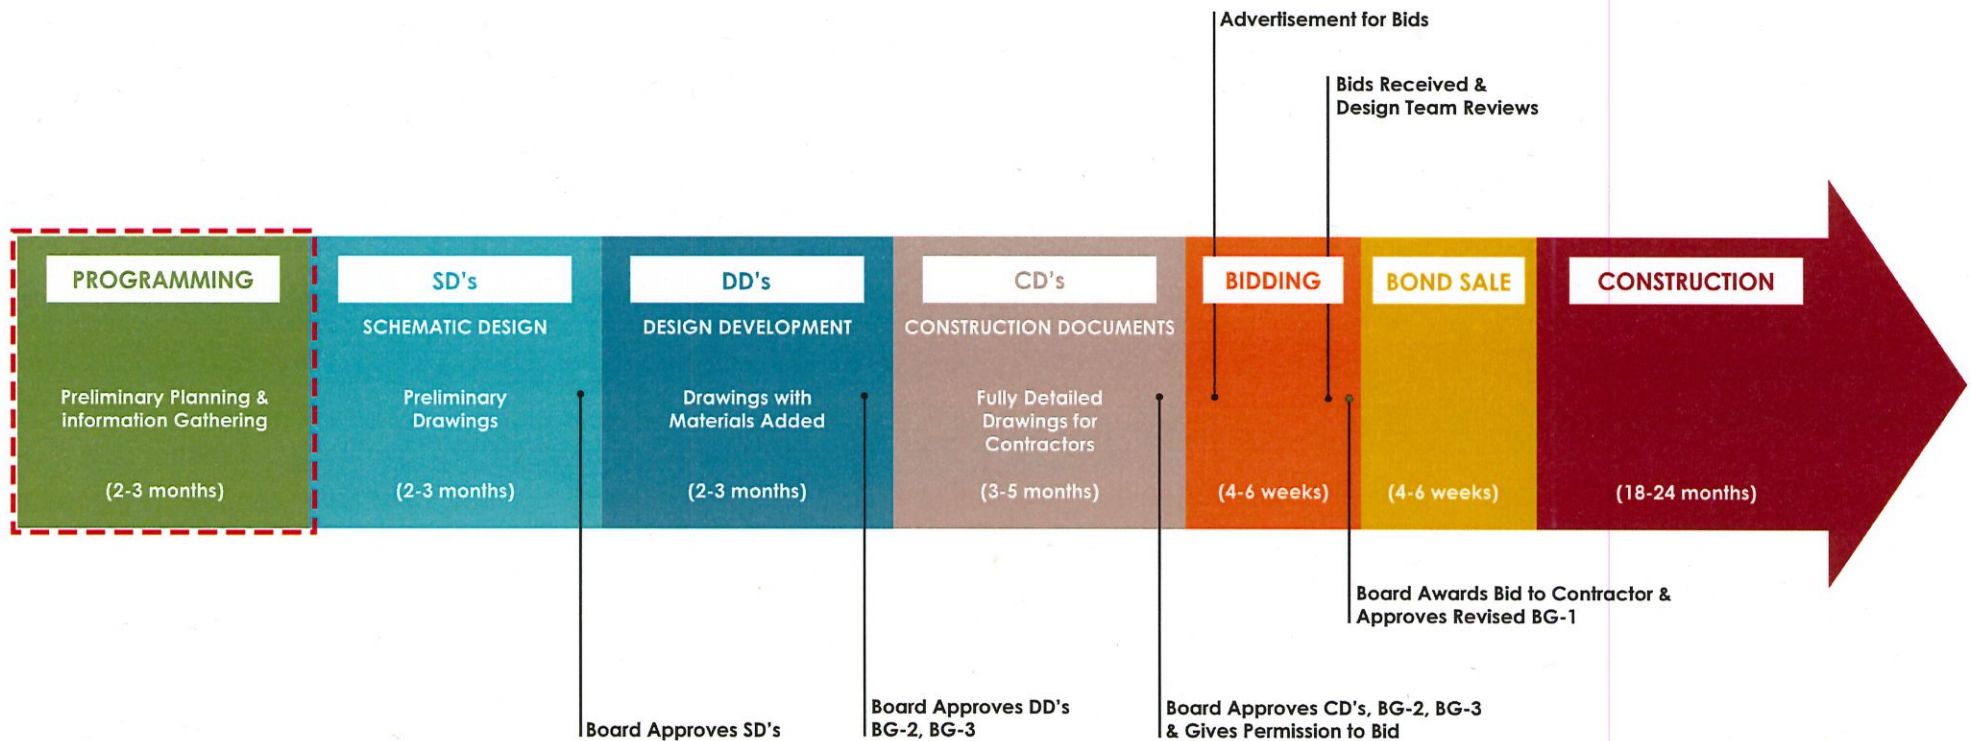 Advertisement for Bids
Bids Received &
Design Team Reviews
PROGRAMMING
Preliminary Planning &
information Gathering
(2-3 months)
SD's
SCHEMATIC DESIGN
Preliminary
Drawings
(2-3 months)
DD's
DESIGN DEVELOPMENT
Drawings with
Materials Added
(2-3 months)
CD's
CONSTRUCTION DOCUMENTS
Fully Detailed
Drawings for
Contractors
(3-5 months)
BIDDING
(4-6 weeks)
BOND SALE
(4-6 weeks)
CONSTRUCTION
(18-24 months)
Board Awards Bid to Contractor &
Approves Revised BG-1
Board Approves SD's
Board Approves DD's
BG-2, BG-3
Board Approves CD's, BG-2, BG-3
& Gives Permission to Bid